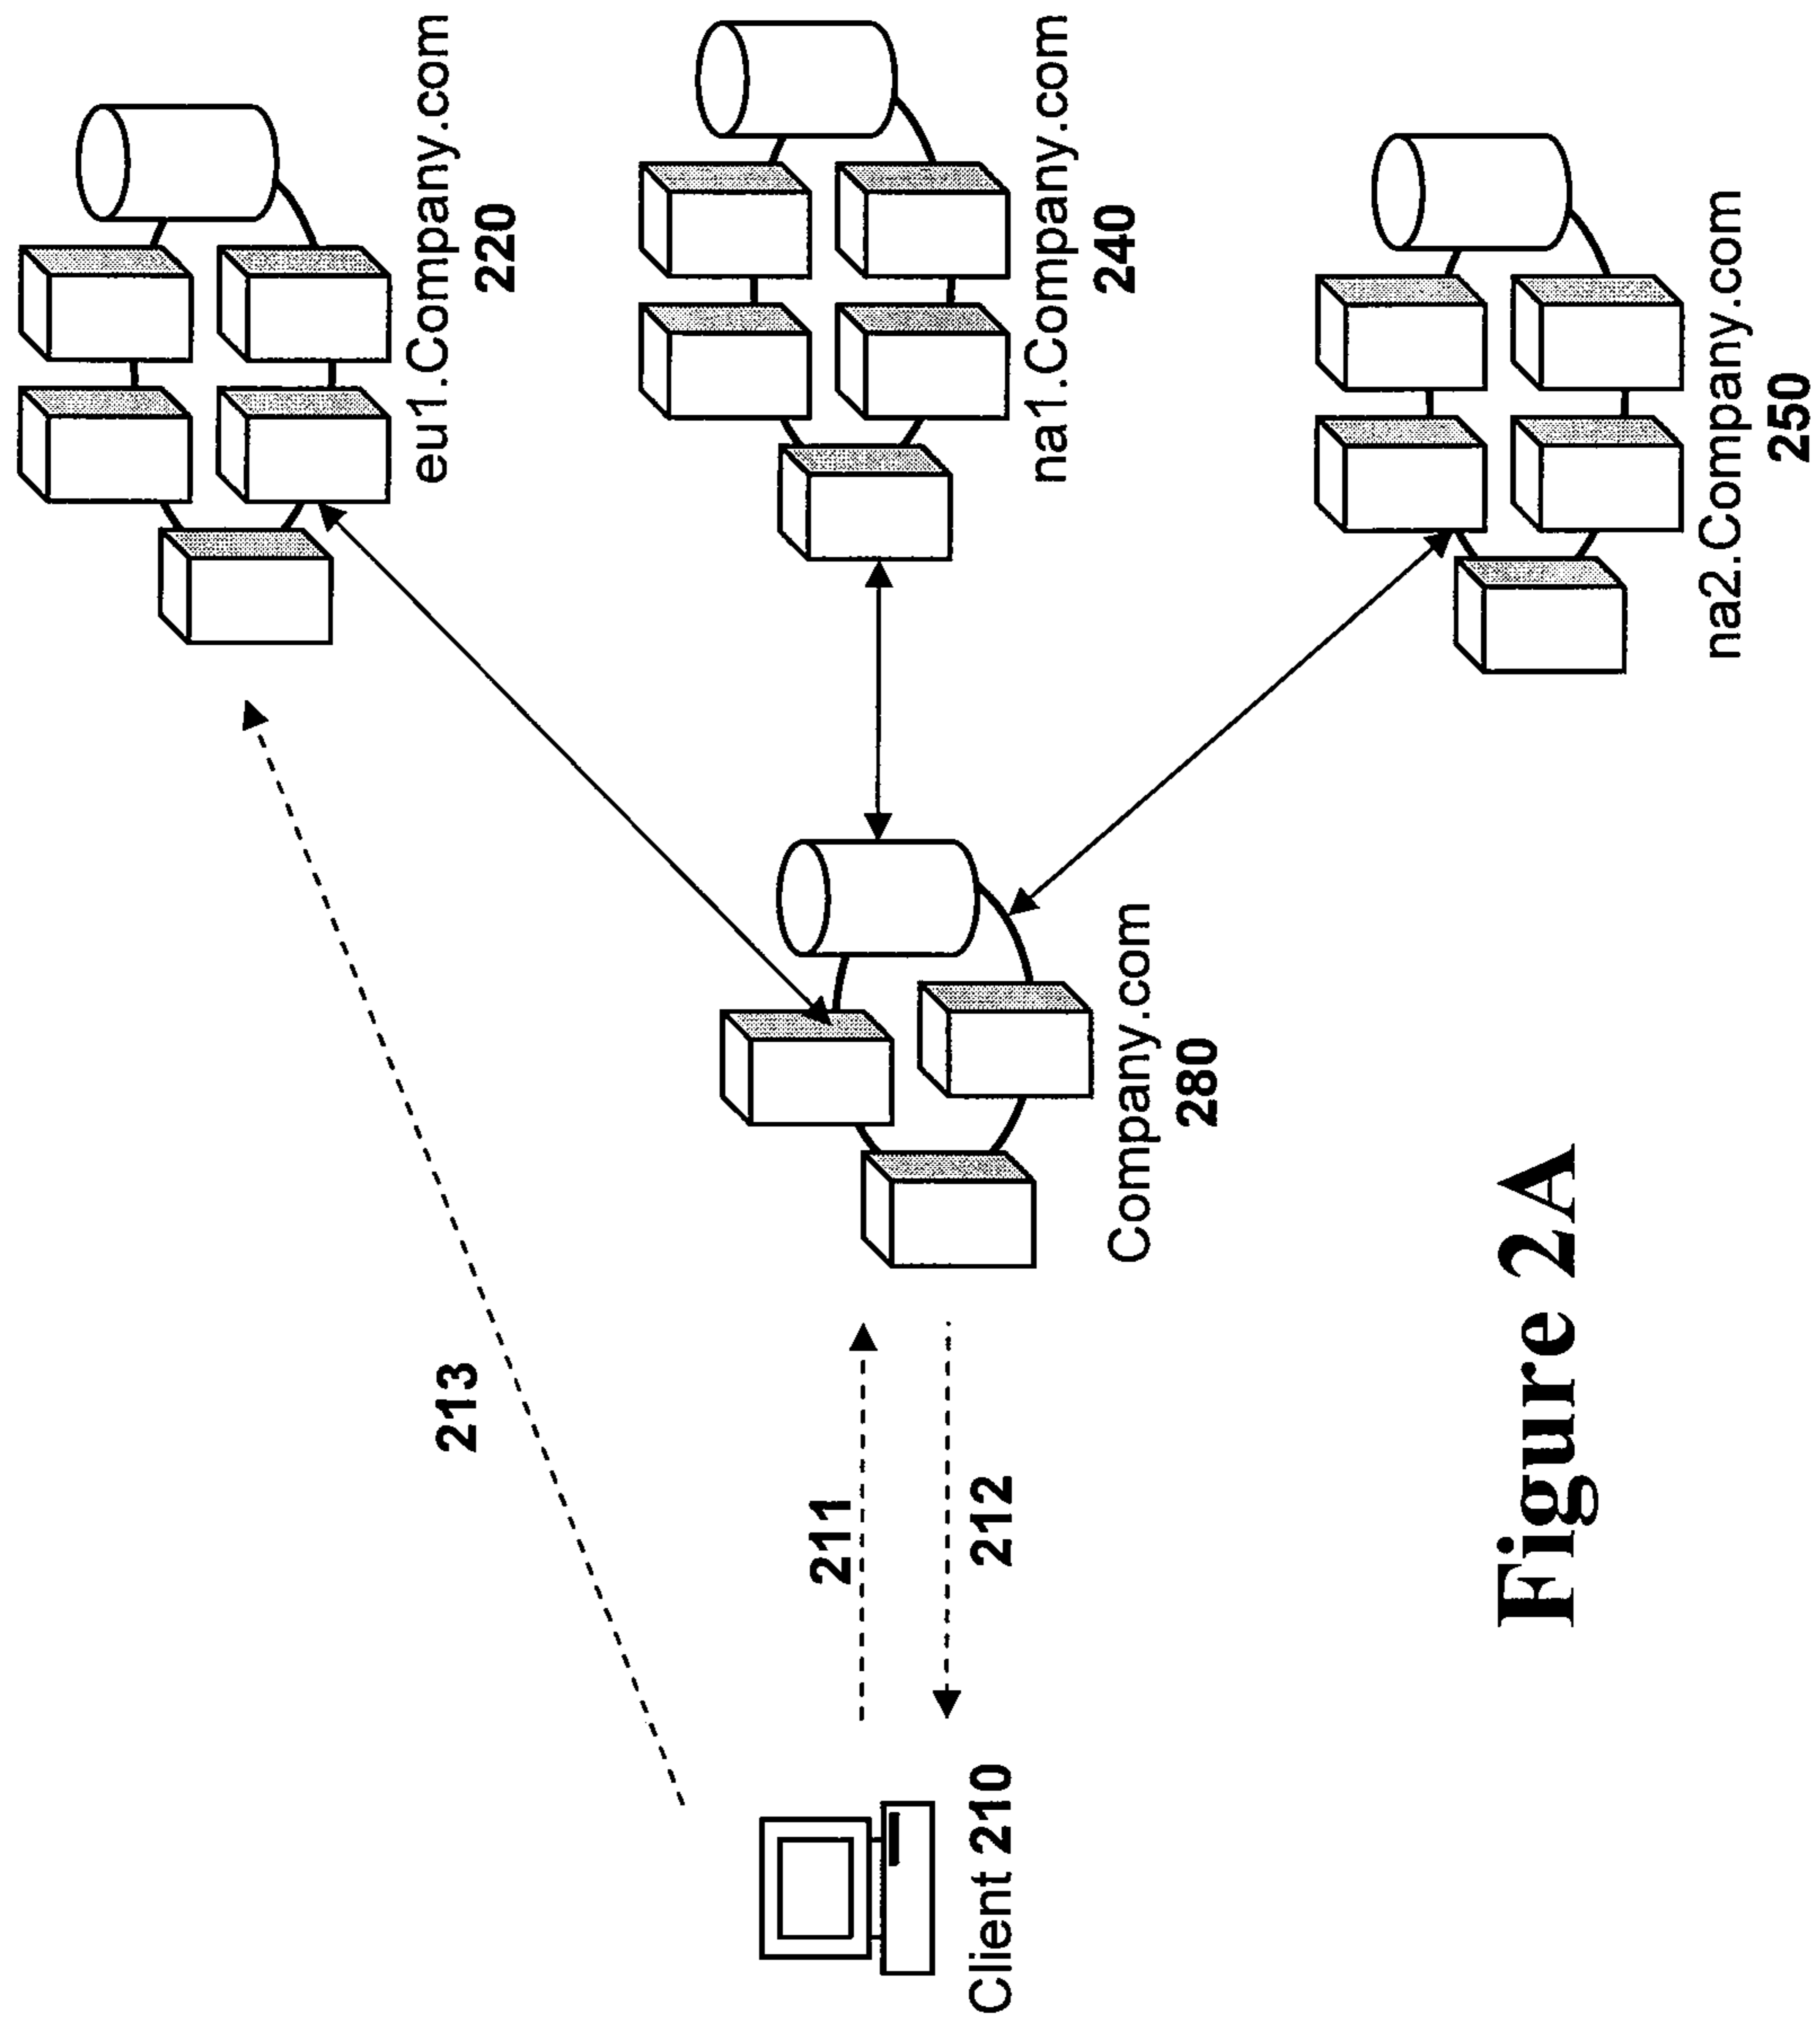 eu1.Company.com
220
213
na1.Company.com
240
211
212
Client 210
Company.com
280
na2.Company.com
250
Figure 2A